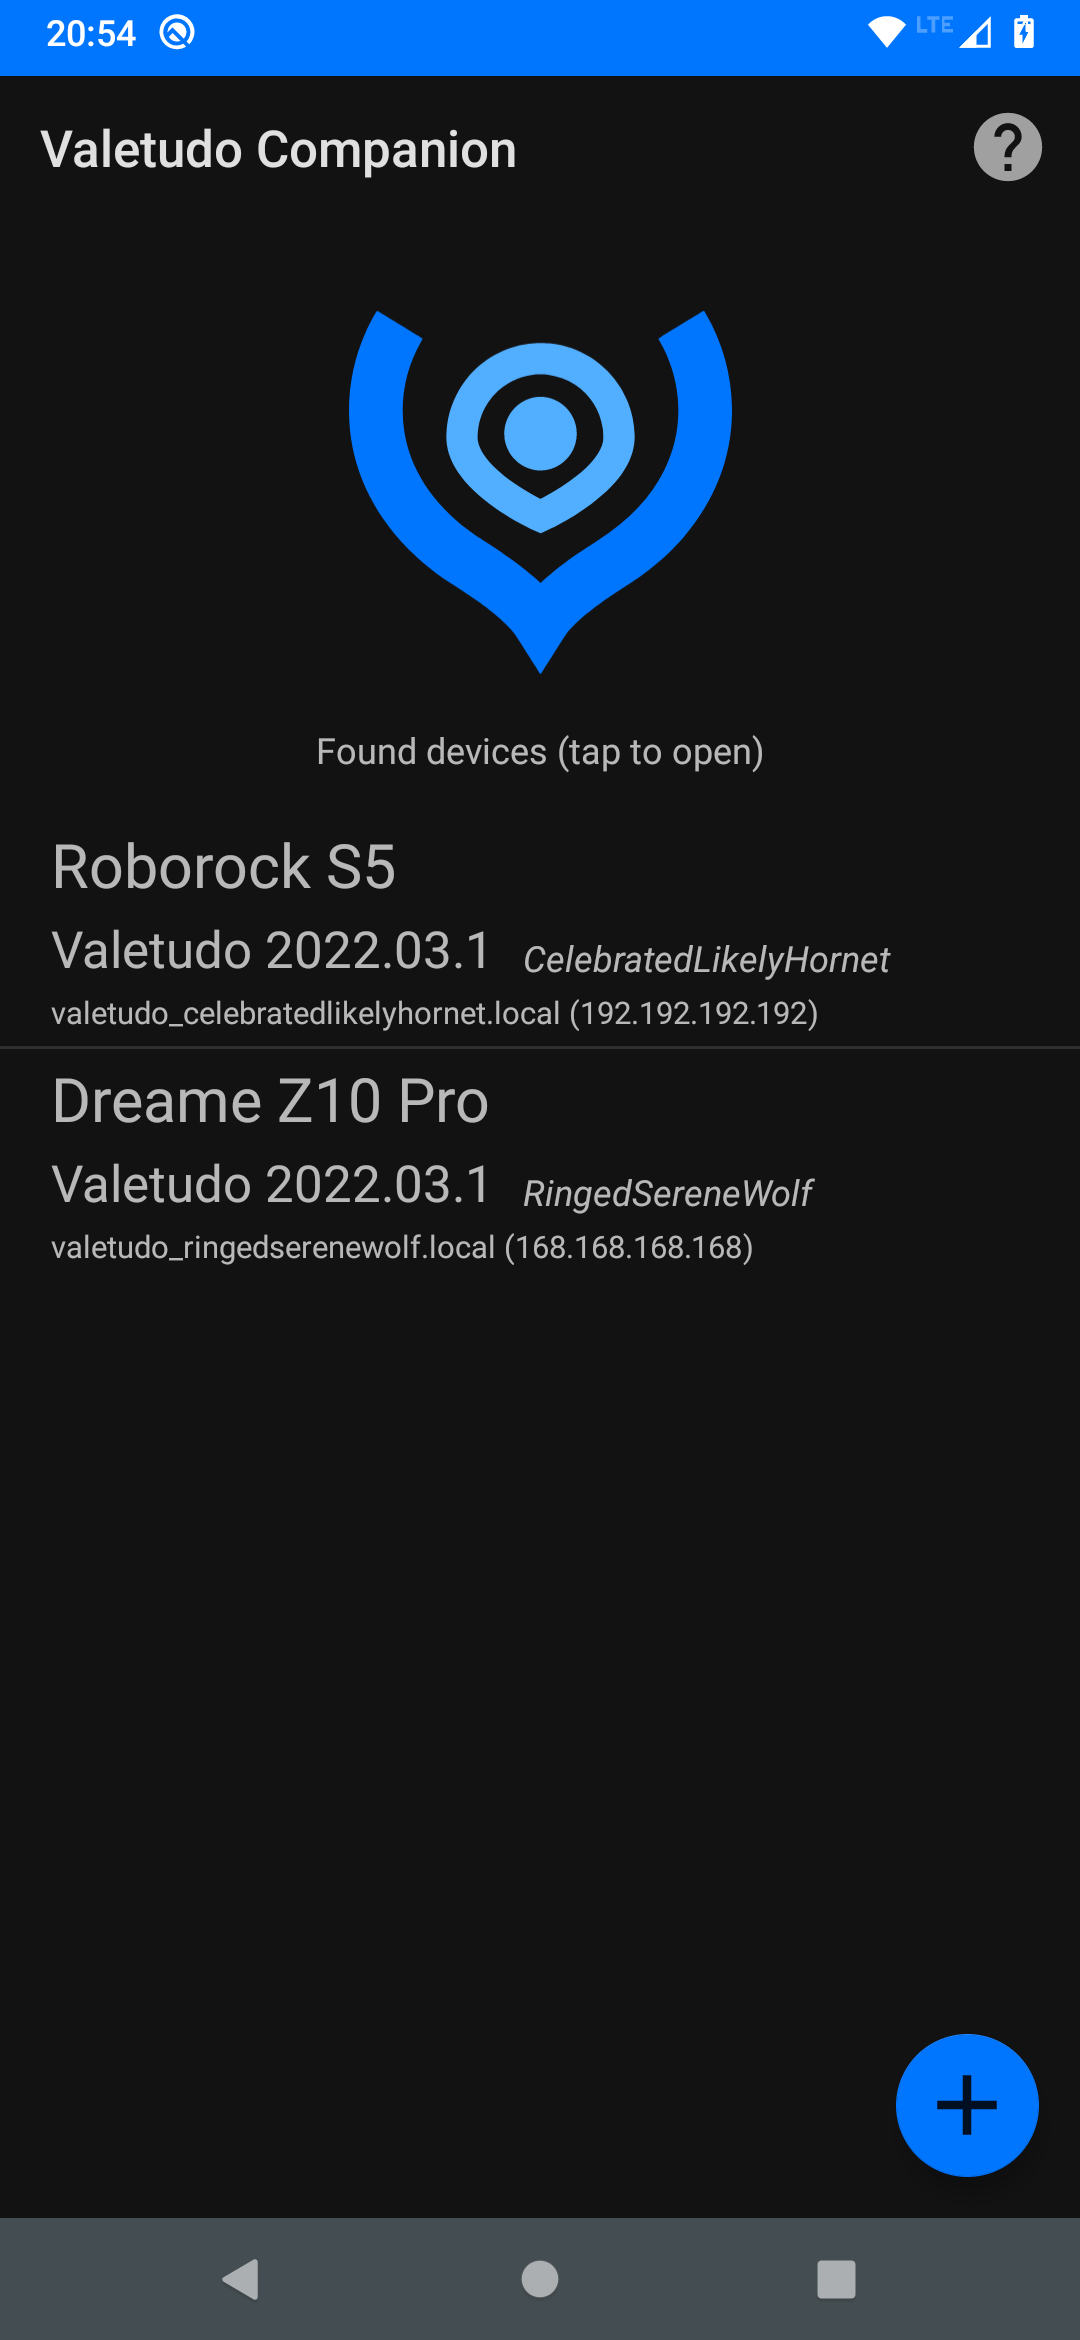 20:54
LTE
Valetudo Companion
Found devices (tap to open)
Roborock S5
Valetudo 2022.03.1 CelebratedLikelyHornet
valetudo_celebratedlikelyhornet.local (192.192.192.192)
Dreame Z10 Pro
Valetudo 2022.03.1 RingedSereneWolf
valetudo_ringedserenewolf.local (168.168.168.168)